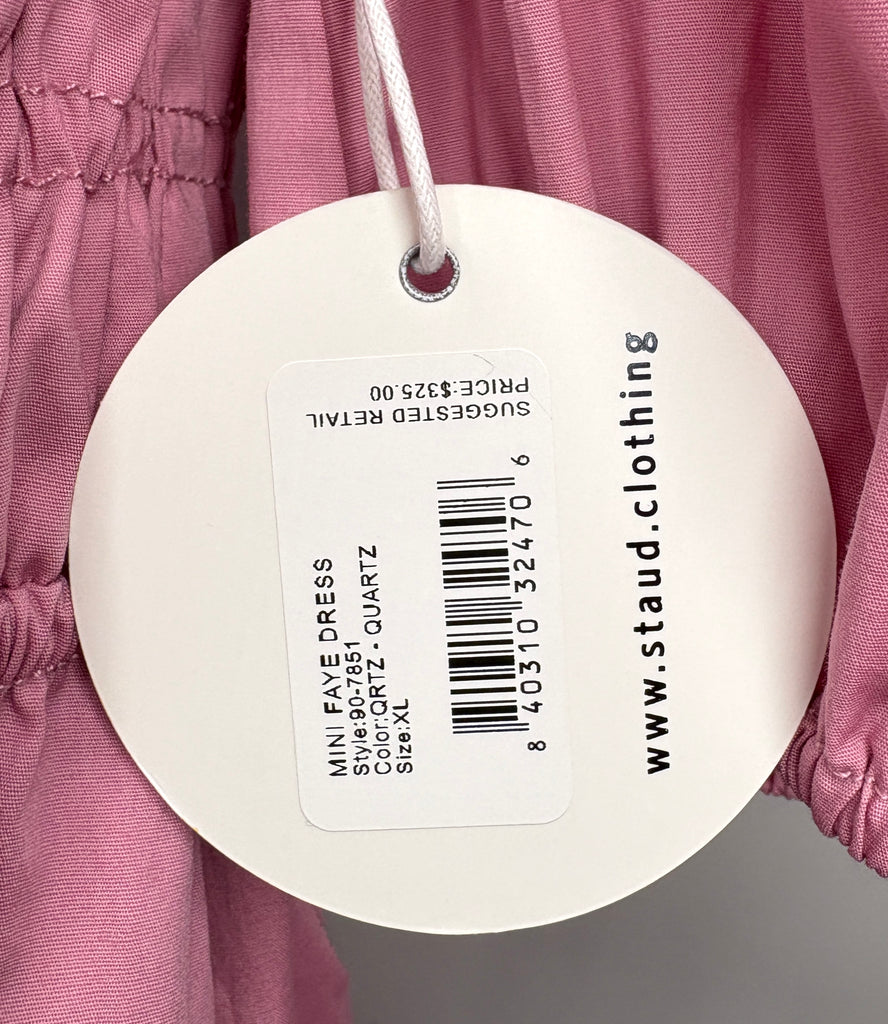 MINI FAYE DRESS
Style:90-7851
Color:QRTZ - QUARTZ
Size:XL
8 40310 32470 6
SUGGESTED RETAIL
PRICE:$325.00
www.staud.clothing